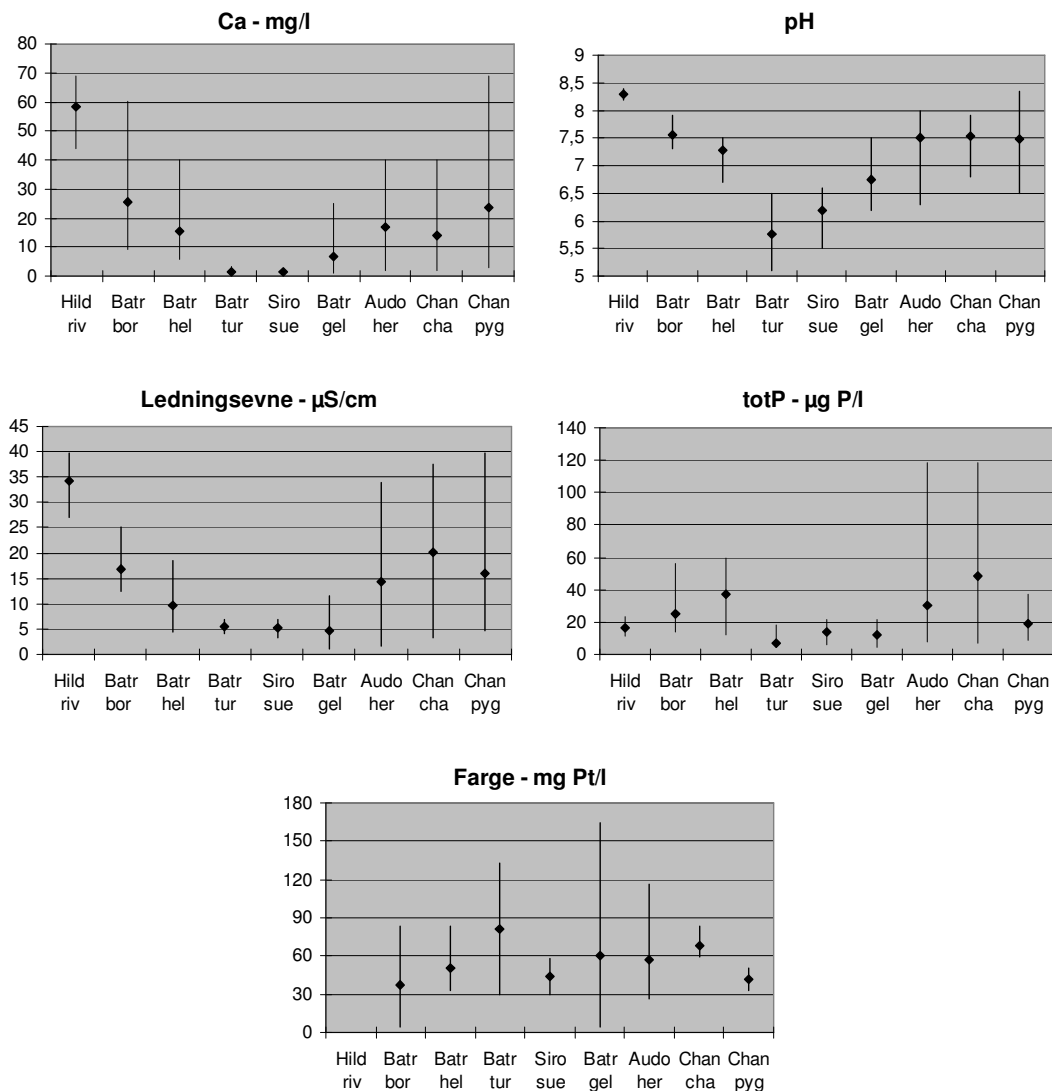 Ca - mg/l
80
70
60
50
40
30
20
10
0
Hild Batr Batr Batr Siro Batr Audo Chan Chan
riv bor hel tur sue gel her cha pyg
pH
9
8,5
8
7,5
7
6,5
6
5,5
5
Hild Batr Batr Batr Siro Batr Audo Chan Chan
riv bor hel tur sue gel her cha pyg
Ledningsevne - µS/cm
45
40
35
30
25
20
15
10
5
0
Hild Batr Batr Batr Siro Batr Audo Chan Chan
riv bor hel tur sue gel her cha pyg
totP - µg P/l
140
120
100
80
60
40
20
0
Hild Batr Batr Batr Siro Batr Audo Chan Chan
riv bor hel tur sue gel her cha pyg
Farge - mg Pt/l
180
150
120
90
60
30
0
Hild Batr Batr Batr Siro Batr Audo Chan Chan
riv bor hel tur sue gel her cha pyg